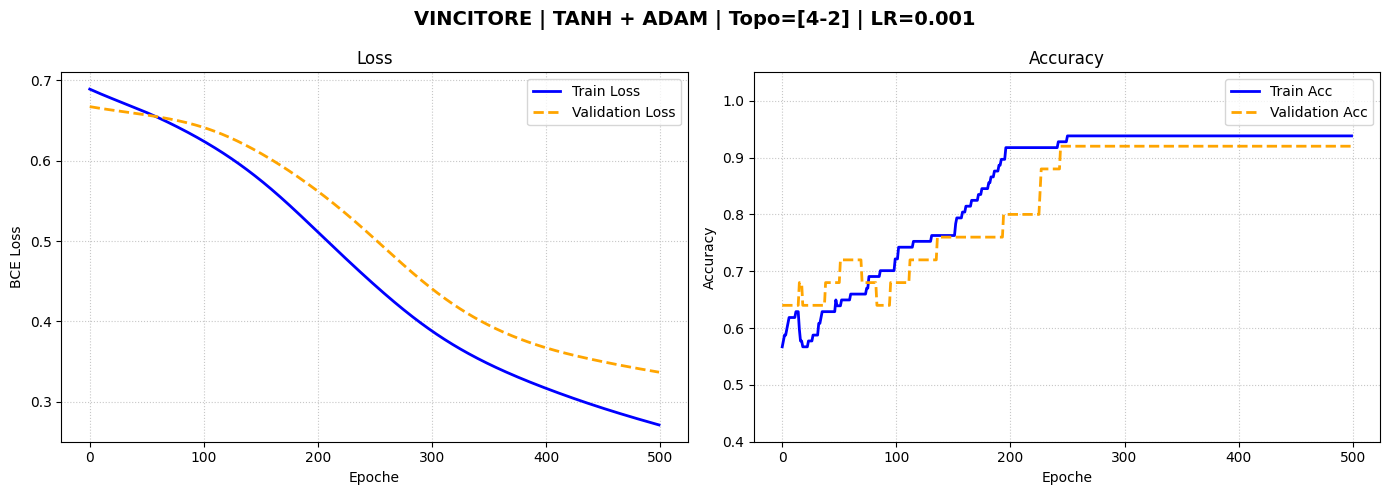 VINCITORE | TANH + ADAM | Topo=[4-2] | LR=0.001
Loss
BCE Loss
0.7
0.6
0.5
0.4
0.3
Train Loss
Validation Loss
0 100 200 300 400 500
Epoche
Accuracy
Accuracy
1.0
0.9
0.8
0.7
0.6
0.5
0.4
Train Acc
Validation Acc
0 100 200 300 400 500
Epoche